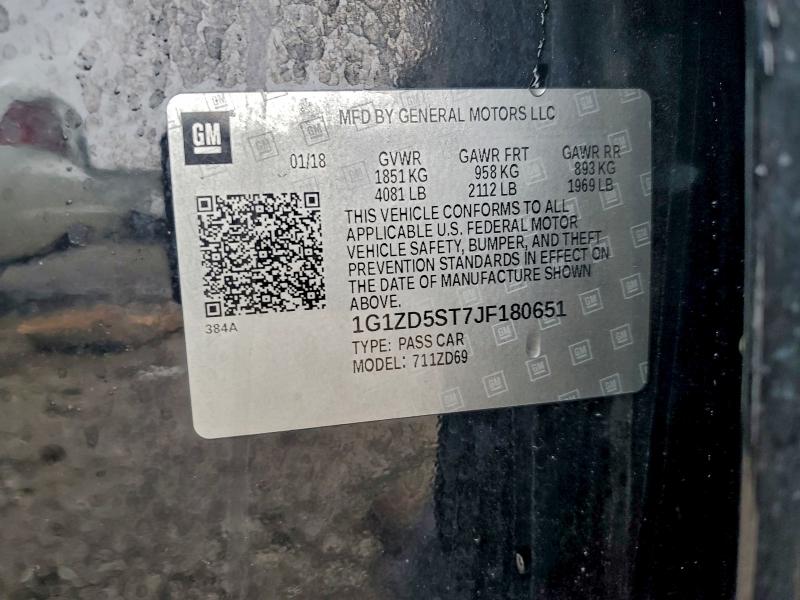 GM
MFD BY GENERAL MOTORS LLC
01/18
GVWR
1851 KG
4081 LB
GAWR FRT
958 KG
2112 LB
GAWR RR
893 KG
1969 LB
THIS VEHICLE CONFORMS TO ALL
APPLICABLE U.S. FEDERAL MOTOR
VEHICLE SAFETY, BUMPER, AND THEFT
PREVENTION STANDARDS IN EFFECT ON
THE DATE OF MANUFACTURE SHOWN
ABOVE.
384A
1G1ZD5ST7JF180651
TYPE: PASS CAR
MODEL: 711ZD69